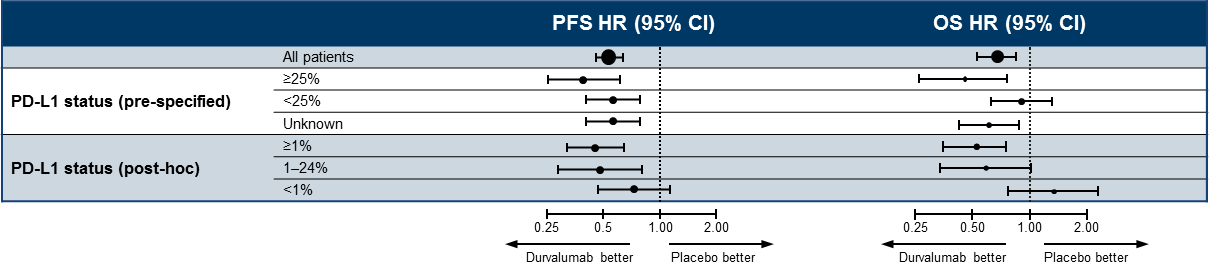 PFS HR (95% CI) OS HR (95% CI)
All patients
≥25%
PD-L1 status (pre-specified)
<25%
Unknown
≥1%
PD-L1 status (post-hoc)
1–24%
<1%
0.25 0.5 1.00 2.00 0.25 0.50 1.00 2.00
Durvalumab better Placebo better Durvalumab better Placebo better